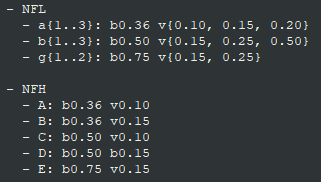 - NFL
- a{1..3}: b0.36 v{0.10, 0.15, 0.20}
- b{1..3}: b0.50 v{0.15, 0.25, 0.50}
- g{1..2}: b0.75 v{0.15, 0.25}
- NFH
- A: b0.36 v0.10
- B: b0.36 v0.15
- C: b0.50 v0.10
- D: b0.50 b0.15
- E: b0.75 v0.15